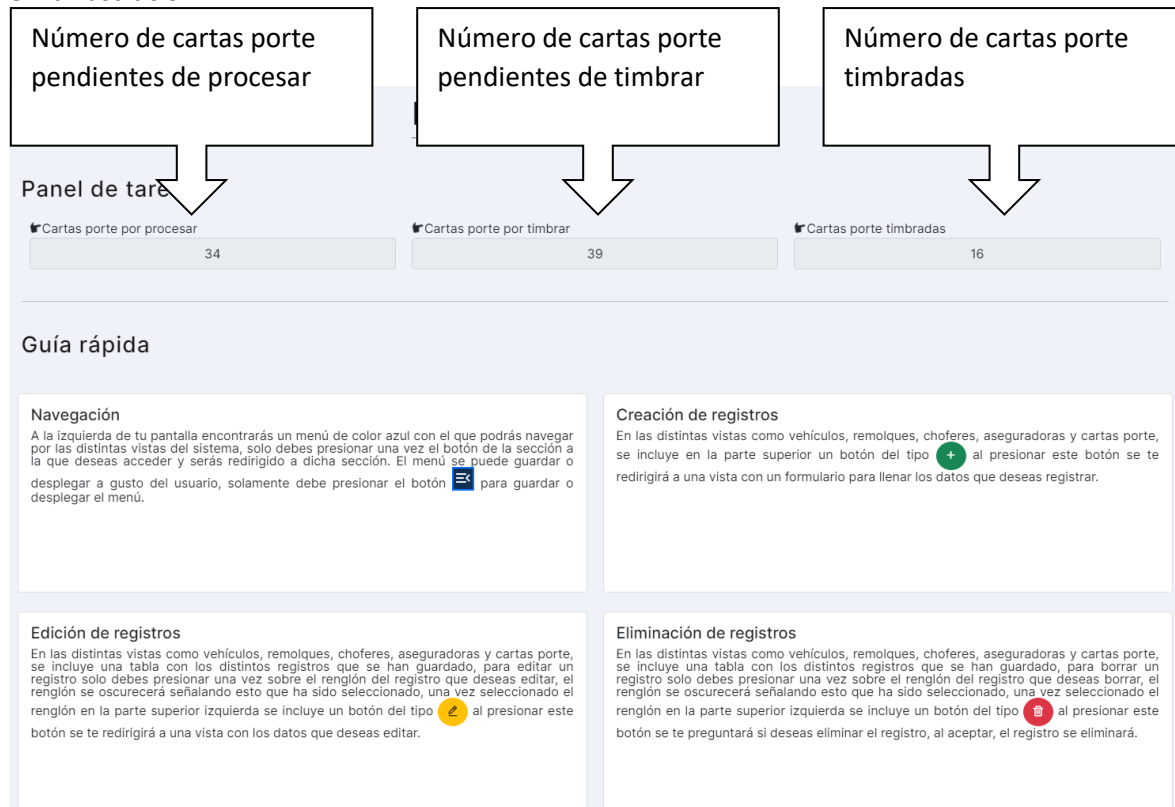 Número de cartas porte
pendientes de procesar
Número de cartas porte
pendientes de timbrar
Número de cartas porte
timbradas
Panel de
Cartas porte por procesar
34
Cartas porte por timbrar
39
Cartas porte timbradas
16
Guía rápida
Navegación
A la izquierda de tu pantalla encontrarás un menú de color azul con el que podrás navegar
por las distintas vistas del sistema, solo debes presionar una vez el botón de la sección a
la que deseas acceder y serás redirigido a dicha sección. El menú se puede guardar o
desplegar a gusto del usuario, solamente debe presionar el botón para guardar o
desplegar el menú.
Creación de registros
En las distintas vistas como vehículos, remolques, choferes, aseguradoras y cartas porte,
se incluye en la parte superior un botón del tipo + al presionar este botón se te
redirigirá a una vista con un formulario para llenar los datos que deseas registrar.
Edición de registros
En las distintas vistas como vehículos, remolques, choferes, aseguradoras y cartas porte,
se incluye una tabla con los distintos registros que se han guardado, para editar un
registro solo debes presionar una vez sobre el renglón del registro que deseas editar, el
renglón se oscurecerá señalando esto que ha sido seleccionado, una vez seleccionado el
renglón en la parte superior izquierda se incluye un botón del tipo al presionar este
botón se te redirigirá a una vista con los datos que deseas editar.
Eliminación de registros
En las distintas vistas como vehículos, remolques, choferes, aseguradoras y cartas porte,
se incluye una tabla con los distintos registros que se han guardado, para borrar un
registro solo debes presionar una vez sobre el renglón del registro que deseas borrar, el
renglón se oscurecerá señalando esto que ha sido seleccionado, una vez seleccionado el
renglón en la parte superior izquierda se incluye un botón del tipo al presionar este
botón se te preguntará si deseas eliminar el registro, al aceptar, el registro se eliminará.